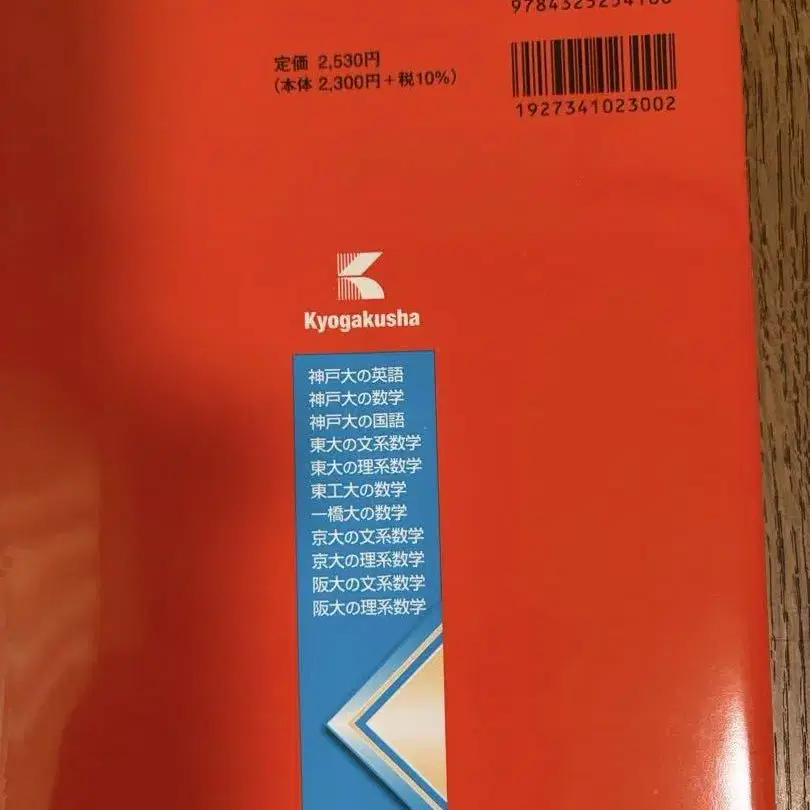 定価 2,530円
(本体 2,300円+税10%)
1927341023002
Kyogakusha
神戸大の英語
神戸大の数学
神戸大の国語
東大の文系数学
東大の理系数学
東工大の数学
一橋大の数学
京大の文系数学
京大の理系数学
阪大の文系数学
阪大の理系数学